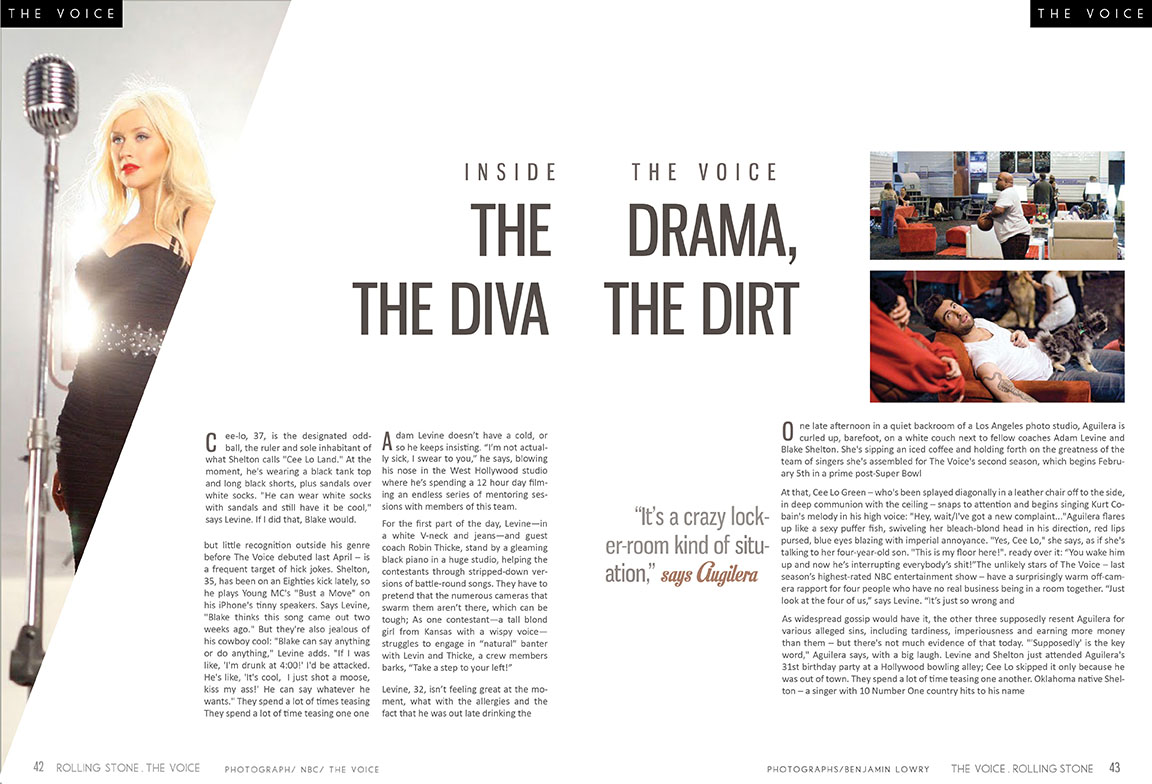 THE VOICE
THE VOICE
INSIDE THE VOICE
THE DRAMA,
THE DIVA THE DIRT
Cee-lo, 37, is the designated odd-
ball, the ruler and sole inhabitant of
what Shelton calls "Cee Lo Land." At the
moment, he's wearing a black tank top
and long black shorts, plus sandals over
white socks. "He can wear white socks
with sandals and still have it be cool,"
says Levine. If I did that, Blake would.
but little recognition outside his genre
before The Voice debuted last April – is
a frequent target of hick jokes. Shelton,
35, has been on an Eighties kick lately, so
he plays Young MC's "Bust a Move" on
his iPhone's tinny speakers. Says Levine,
"Blake thinks this song came out two
weeks ago." But they're also jealous of
his cowboy cool: "Blake can say anything
or do anything," Levine adds. "If I was
like, 'I'm drunk at 4:00!' I'd be attacked.
He's like, 'It's cool, I just shot a moose,
kiss my ass!' He can say whatever he
wants." They spend a lot of times teasing
They spend a lot of time teasing one one
Adam Levine doesn't have a cold, or
so he keeps insisting. "I'm not actual-
ly sick, I swear to you," he says, blowing
his nose in the West Hollywood studio
where he's spending a 12 hour day film-
ing an endless series of mentoring ses-
sions with members of this team.
For the first part of the day, Levine—in
a white V-neck and jeans—and guest
coach Robin Thicke, stand by a gleaming
black piano in a huge studio, helping the
contestants through stripped-down ver-
sions of battle-round songs. They have to
pretend that the numerous cameras that
swarm them aren't there, which can be
tough; As one contestant—a tall blond
girl from Kansas with a wispy voice—
struggles to engage in "natural" banter
with Levin and Thicke, a crew members
barks, "Take a step to your left!"
Levine, 32, isn't feeling great at the mo-
ment, what with the allergies and the
fact that he was out late drinking the
"It's a crazy lock-
er-room kind of situ-
ation," says Augilera
One late afternoon in a quiet backroom of a Los Angeles photo studio, Aguilera is
curled up, barefoot, on a white couch next to fellow coaches Adam Levine and
Blake Shelton. She's sipping an iced coffee and holding forth on the greatness of the
team of singers she's assembled for The Voice's second season, which begins Febru-
ary 5th in a prime post-Super Bowl
At that, Cee Lo Green – who's been splayed diagonally in a leather chair off to the side,
in deep communion with the ceiling – snaps to attention and begins singing Kurt Co-
bain's melody in his high voice: "Hey, wait/I've got a new complaint..."Aguilera flares
up like a sexy puffer fish, swiveling her bleach-blond head in his direction, red lips
pursed, blue eyes blazing with imperial annoyance. "Yes, Cee Lo," she says, as if she's
talking to her four-year-old son. "This is my floor here!". ready over it: "You wake him
up and now he's interrupting everybody's shit!"The unlikely stars of The Voice – last
season's highest-rated NBC entertainment show – have a surprisingly warm off-cam-
era rapport for four people who have no real business being in a room together. "Just
look at the four of us," says Levine. "It's just so wrong and
As widespread gossip would have it, the other three supposedly resent Aguilera for
various alleged sins, including tardiness, imperiousness and earning more money
than them – but there's not much evidence of that today. "'Supposedly' is the key
word," Aguilera says, with a big laugh. Levine and Shelton just attended Aguilera's
31st birthday party at a Hollywood bowling alley; Cee Lo skipped it only because he
was out of town. They spend a lot of time teasing one another. Oklahoma native Shel-
ton – a singer with 10 Number One country hits to his name
42 ROLLING STONE . THE VOICE PHOTOGRAPH/ NBC/ THE VOICE
PHOTOGRAPHS/BENJAMIN LOWRY THE VOICE . ROLLING STONE 43